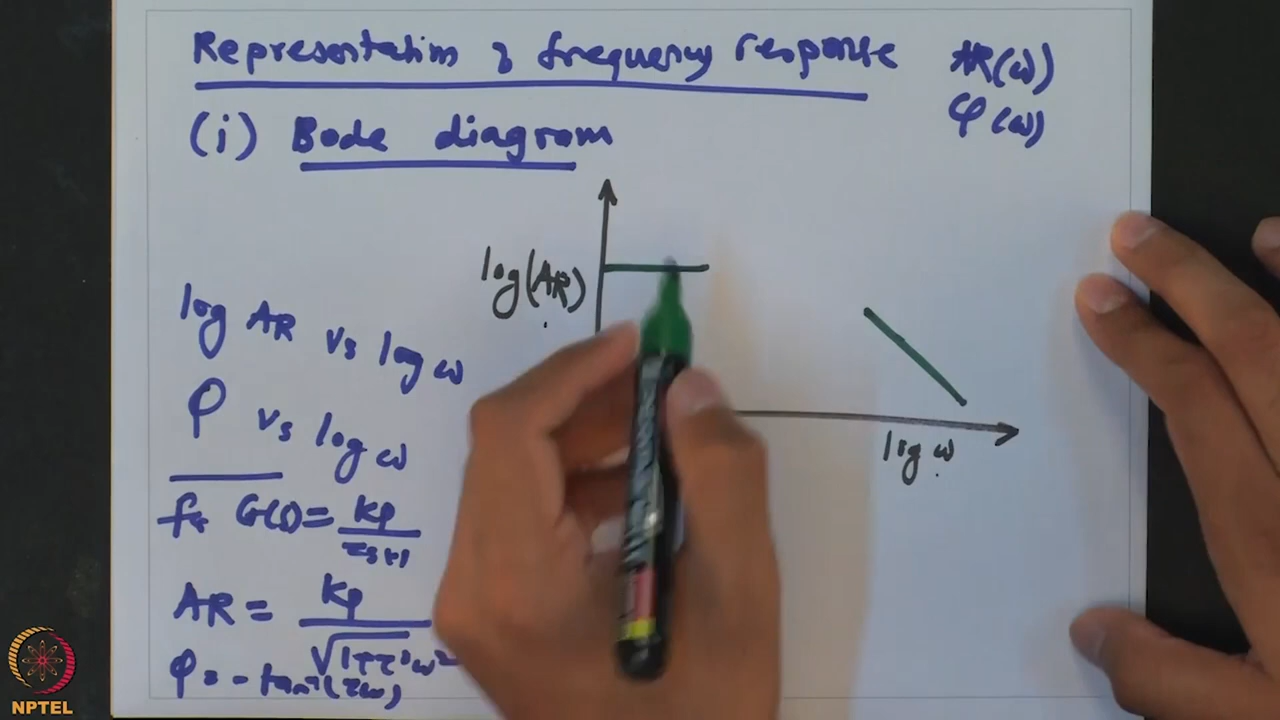 Representation of frequency response
AR(ω)
φ(ω)
(i) Bode diagram
log(AR)
log AR vs log ω
φ vs log ω
log ω
for G(s) = Kp / τs+1
AR = Kp / √1+τ²ω²
φ = - tan⁻¹(τω)
NPTEL